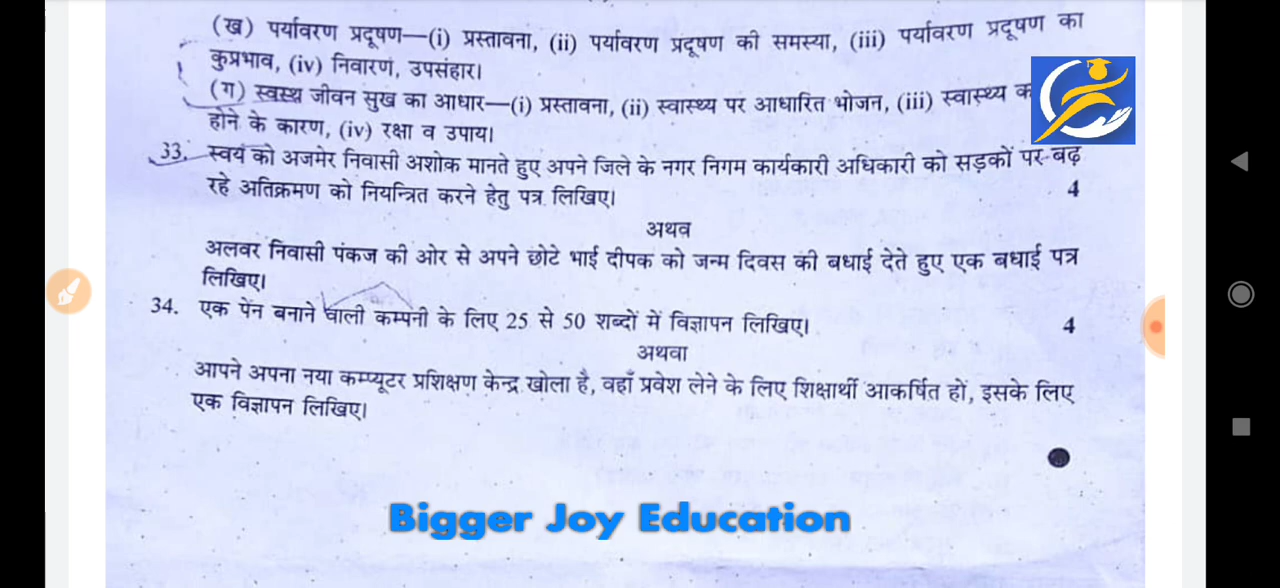 (ख) पर्यावरण प्रदूषण—(i) प्रस्तावना, (ii) पर्यावरण प्रदूषण की समस्या, (iii) पर्यावरण प्रदूषण का
कुप्रभाव, (iv) निवारण, उपसंहार।
(ग) स्वस्थ जीवन सुख का आधार—(i) प्रस्तावना, (ii) स्वास्थ्य पर आधारित भोजन, (iii) स्वास्थ्य
होने के कारण, (iv) रक्षा व उपाय।
33. स्वयं को अजमेर निवासी अशोक मानते हुए अपने जिले के नगर निगम कार्यकारी अधिकारी को सड़कों पर बढ़
रहे अतिक्रमण को नियन्त्रित करने हेतु पत्र लिखिए। 4
अथव
अलवर निवासी पंकज की ओर से अपने छोटे भाई दीपक को जन्म दिवस की बधाई देते हुए एक बधाई पत्र
लिखिए।
34. एक पेन बनाने वाली कम्पनी के लिए 25 से 50 शब्दों में विज्ञापन लिखिए। 4
अथवा
आपने अपना नया कम्प्यूटर प्रशिक्षण केन्द्र खोला है, वहाँ प्रवेश लेने के लिए शिक्षार्थी आकर्षित हों, इसके लिए
एक विज्ञापन लिखिए।
Bigger Joy Education